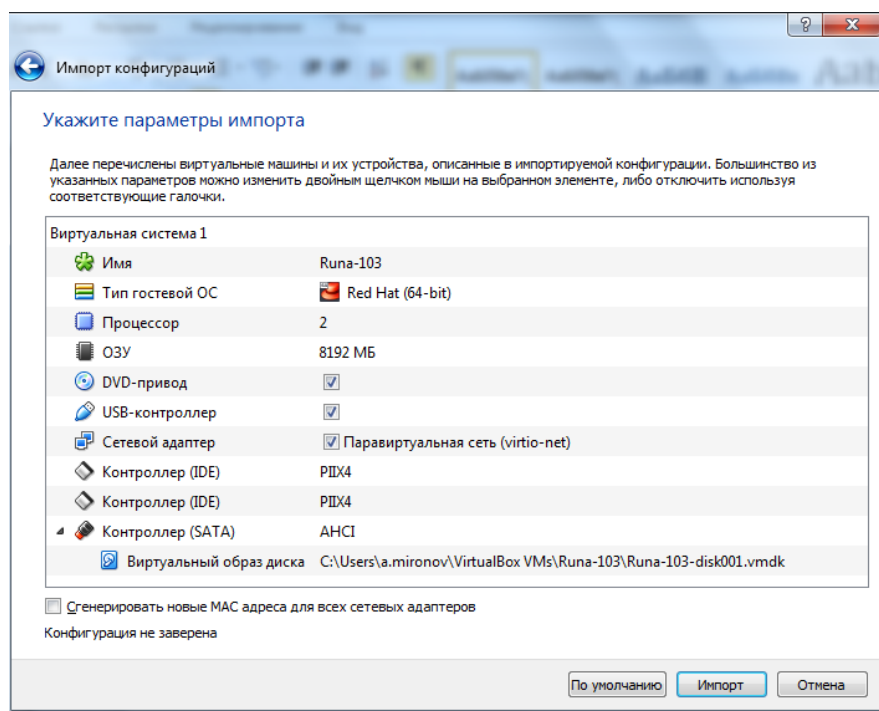 Импорт конфигураций
Укажите параметры импорта
Далее перечислены виртуальные машины и их устройства, описанные в импортируемой конфигурации. Большинство из
указанных параметров можно изменить двойным щелчком мыши на выбранном элементе, либо отключить используя
соответствующие галочки.
Виртуальная система 1
Имя Runa-103
Тип гостевой ОС Red Hat (64-bit)
Процессор 2
ОЗУ 8192 МБ
DVD-привод
USB-контроллер
Сетевой адаптер Паравиртуальная сеть (virtio-net)
Контроллер (IDE) PIIX4
Контроллер (IDE) PIIX4
Контроллер (SATA) AHCI
Виртуальный образ диска C:\Users\a.mironov\VirtualBox VMs\Runa-103\Runa-103-disk001.vmdk
Сгенерировать новые MAC адреса для всех сетевых адаптеров
Конфигурация не заверена
По умолчанию Импорт Отмена